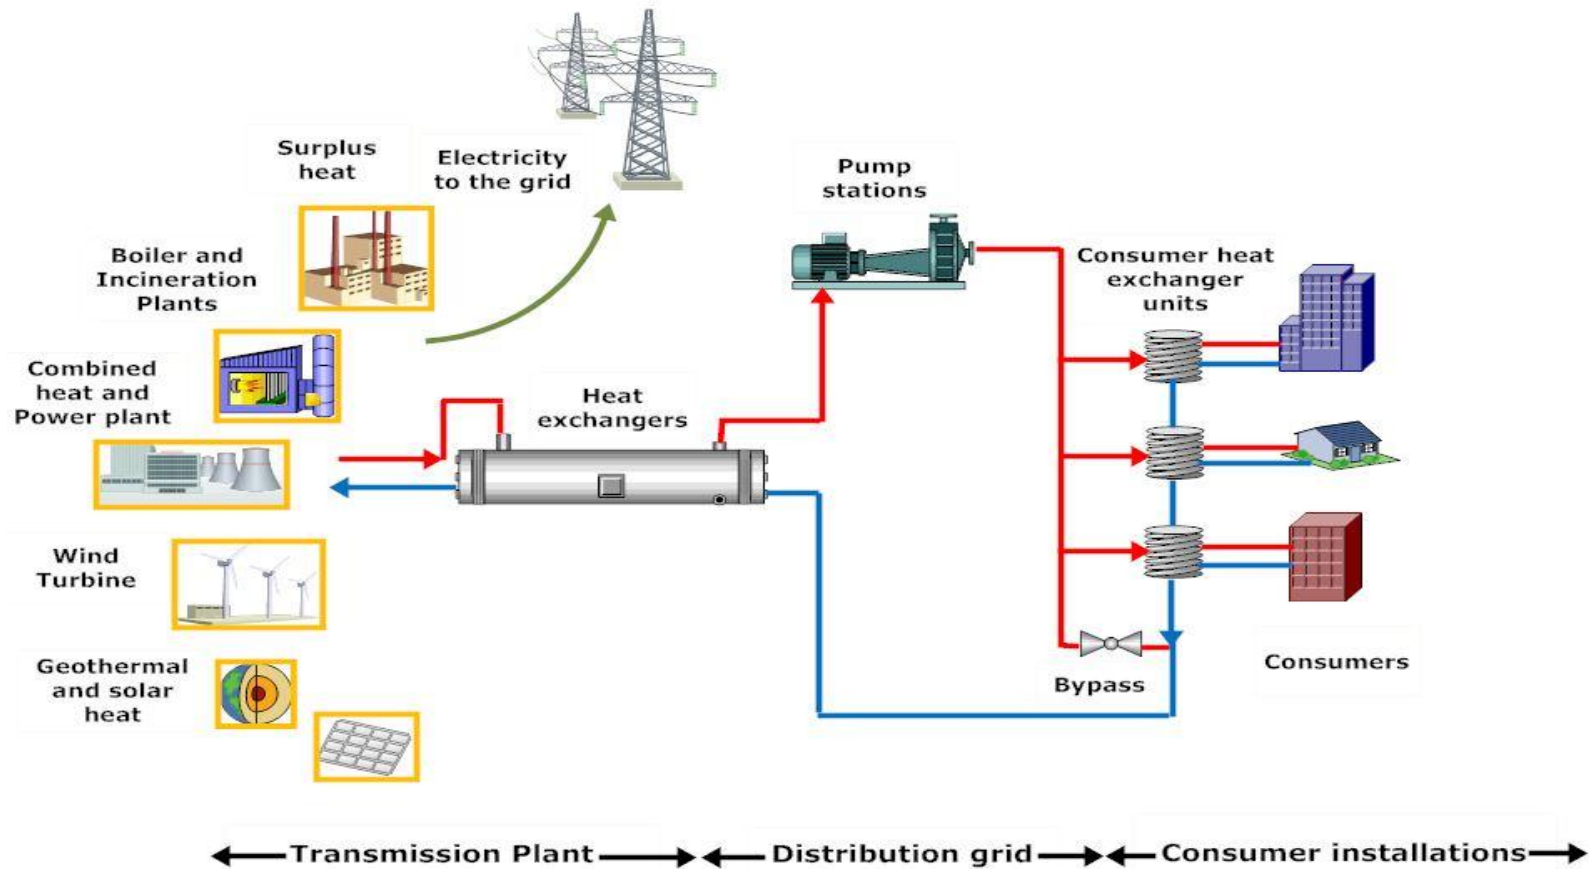 Surplus
heat
Electricity
to the grid
Pump
stations
Boiler and
Incineration
Plants
Consumer heat
exchanger
units
Combined
heat and
Power plant
Heat
exchangers
Wind
Turbine
Geothermal
and solar
heat
Bypass
Consumers
Transmission Plant
Distribution grid
Consumer installations